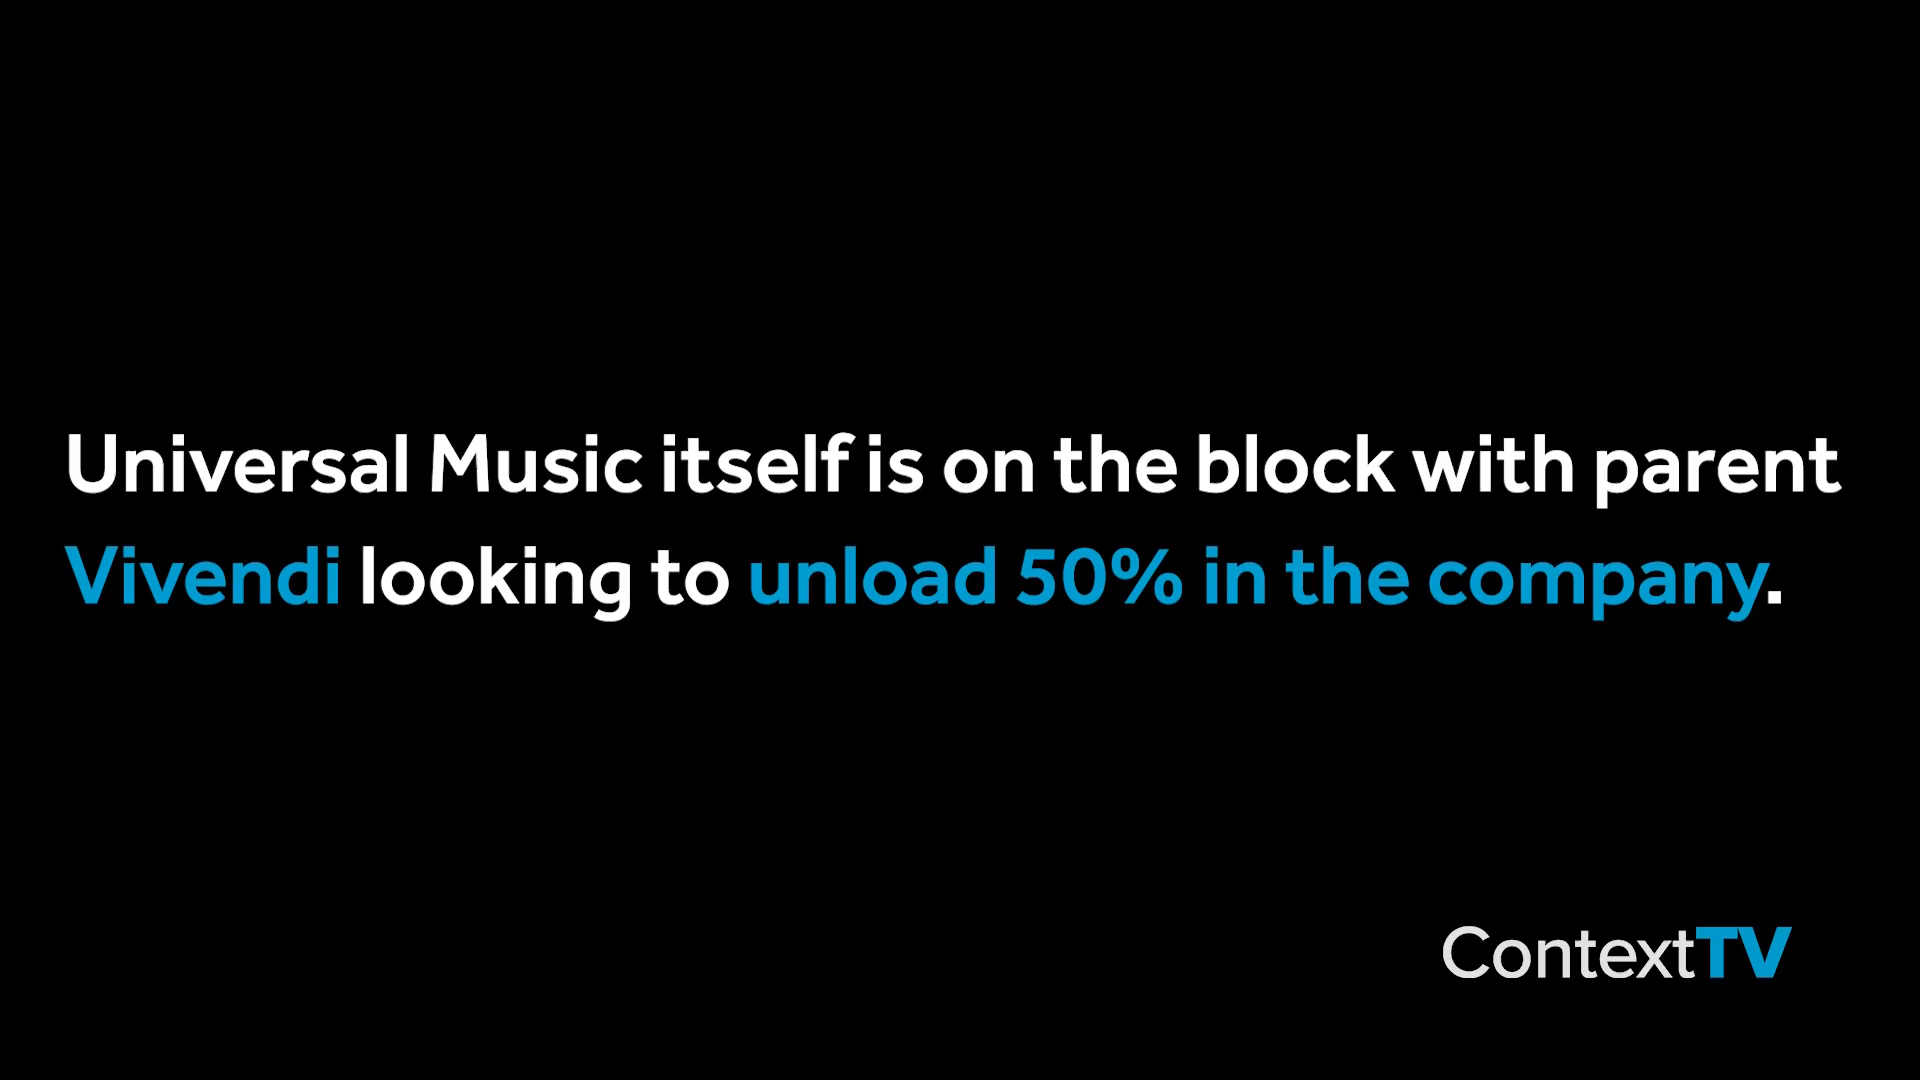 Universal Music itself is on the block with parent
Vivendi looking to unload 50% in the company.
ContextTV